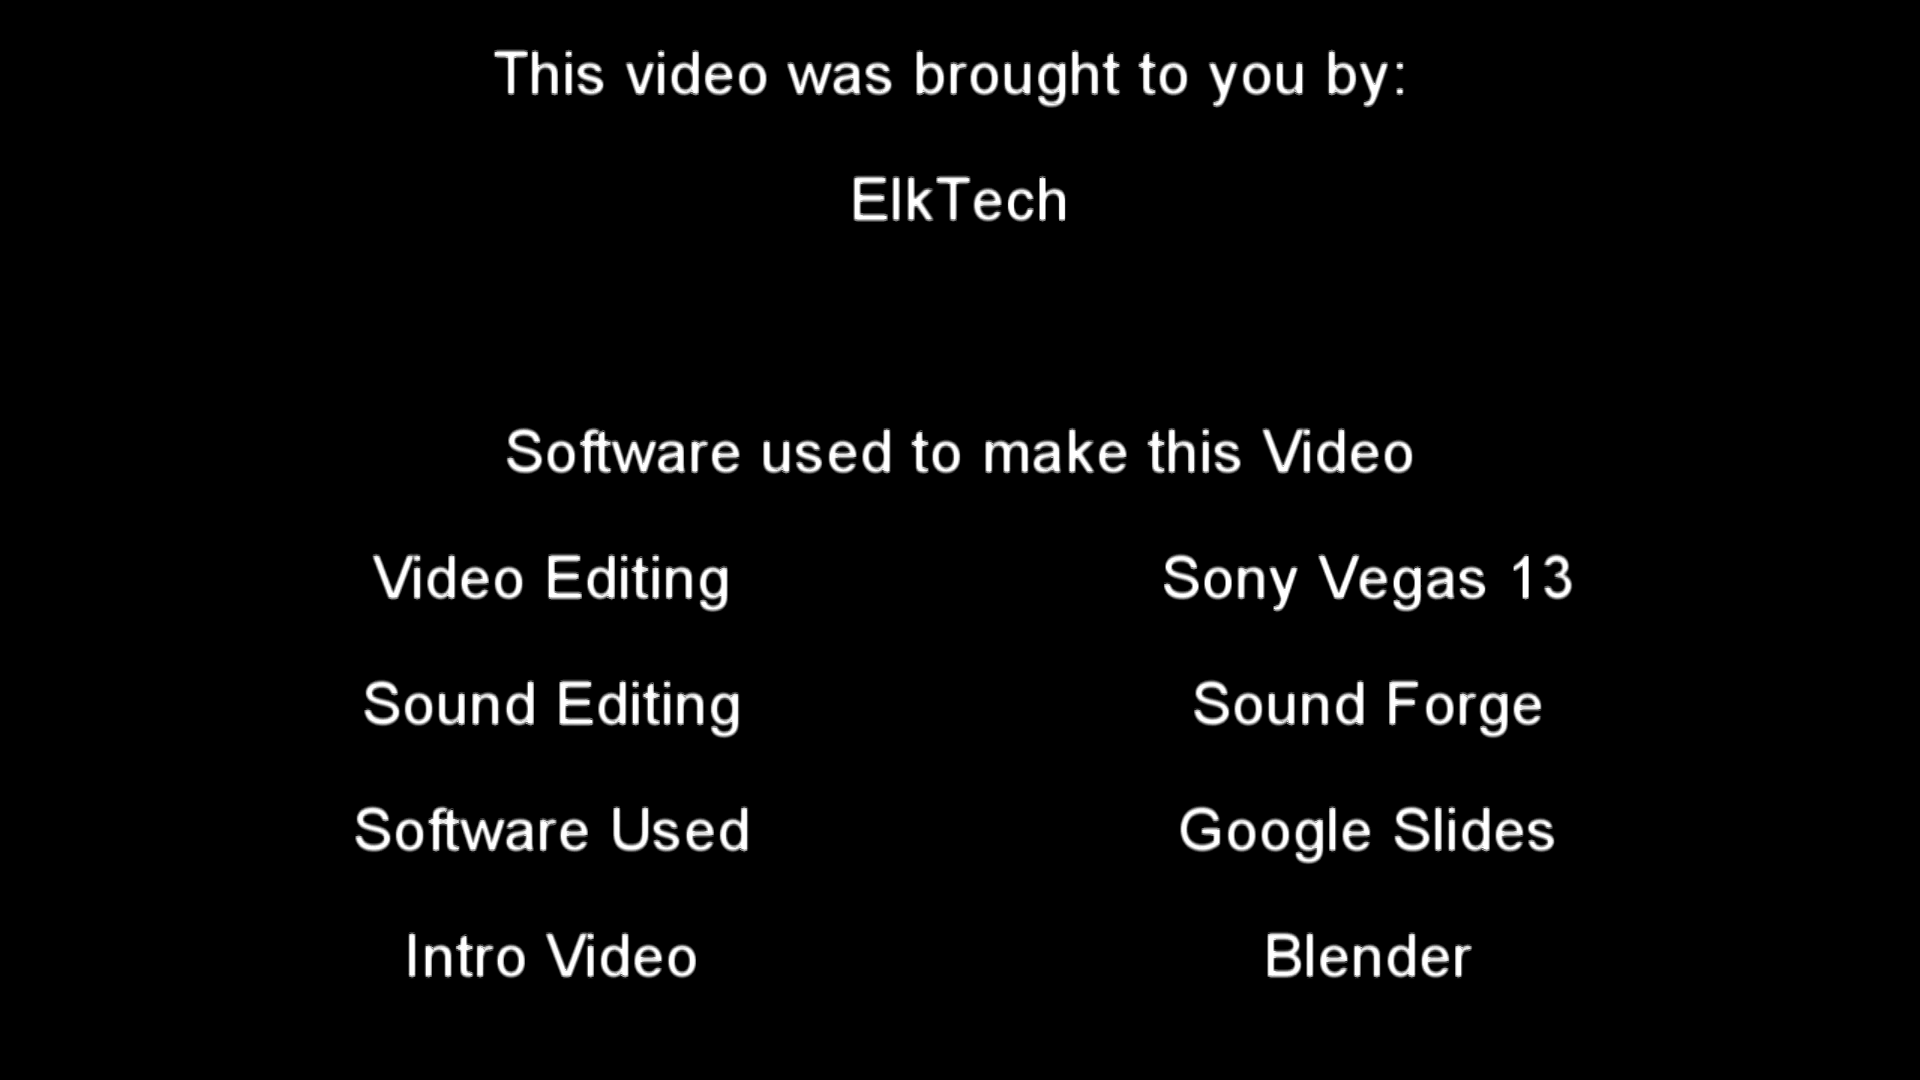 This video was brought to you by:
ElkTech
Software used to make this Video
Video Editing Sony Vegas 13
Sound Editing Sound Forge
Software Used Google Slides
Intro Video Blender